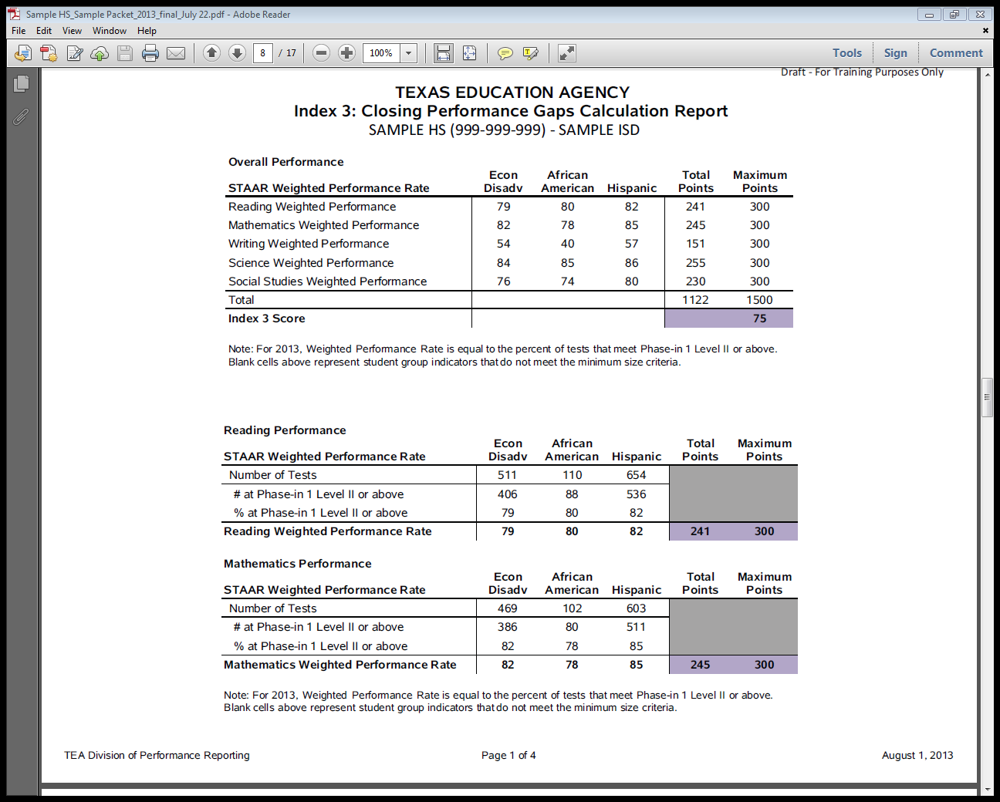 Sample HS_Sample Packet_2013_final_July 22.pdf - Adobe Reader
File Edit View Window Help
8 / 17 100% Tools Sign Comment
Draft - For Training Purposes Only
TEXAS EDUCATION AGENCY
Index 3: Closing Performance Gaps Calculation Report
SAMPLE HS (999-999-999) - SAMPLE ISD
Overall Performance
Econ African Total Maximum
STAAR Weighted Performance Rate Disadv American Hispanic Points Points
Reading Weighted Performance 79 80 82 241 300
Mathematics Weighted Performance 82 78 85 245 300
Writing Weighted Performance 54 40 57 151 300
Science Weighted Performance 84 85 86 255 300
Social Studies Weighted Performance 76 74 80 230 300
Total 1122 1500
Index 3 Score 75
Note: For 2013, Weighted Performance Rate is equal to the percent of tests that meet Phase-in 1 Level II or above.
Blank cells above represent student group indicators that do not meet the minimum size criteria.
Reading Performance
Econ African Total Maximum
STAAR Weighted Performance Rate Disadv American Hispanic Points Points
Number of Tests 511 110 654
# at Phase-in 1 Level II or above 406 88 536
% at Phase-in 1 Level II or above 79 80 82
Reading Weighted Performance Rate 79 80 82 241 300
Mathematics Performance
Econ African Total Maximum
STAAR Weighted Performance Rate Disadv American Hispanic Points Points
Number of Tests 469 102 603
# at Phase-in 1 Level II or above 386 80 511
% at Phase-in 1 Level II or above 82 78 85
Mathematics Weighted Performance Rate 82 78 85 245 300
Note: For 2013, Weighted Performance Rate is equal to the percent of tests that meet Phase-in 1 Level II or above.
Blank cells above represent student group indicators that do not meet the minimum size criteria.
TEA Division of Performance Reporting Page 1 of 4 August 1, 2013